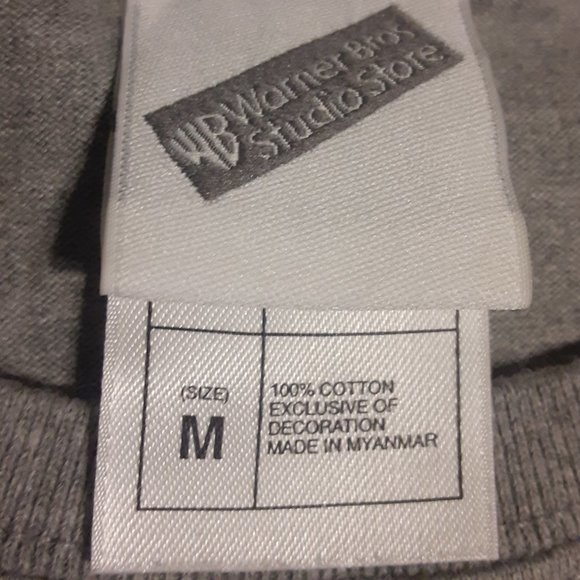 WB Warner Bros
Studio Store
(SIZE)
M
100% COTTON
EXCLUSIVE OF
DECORATION
MADE IN MYANMAR